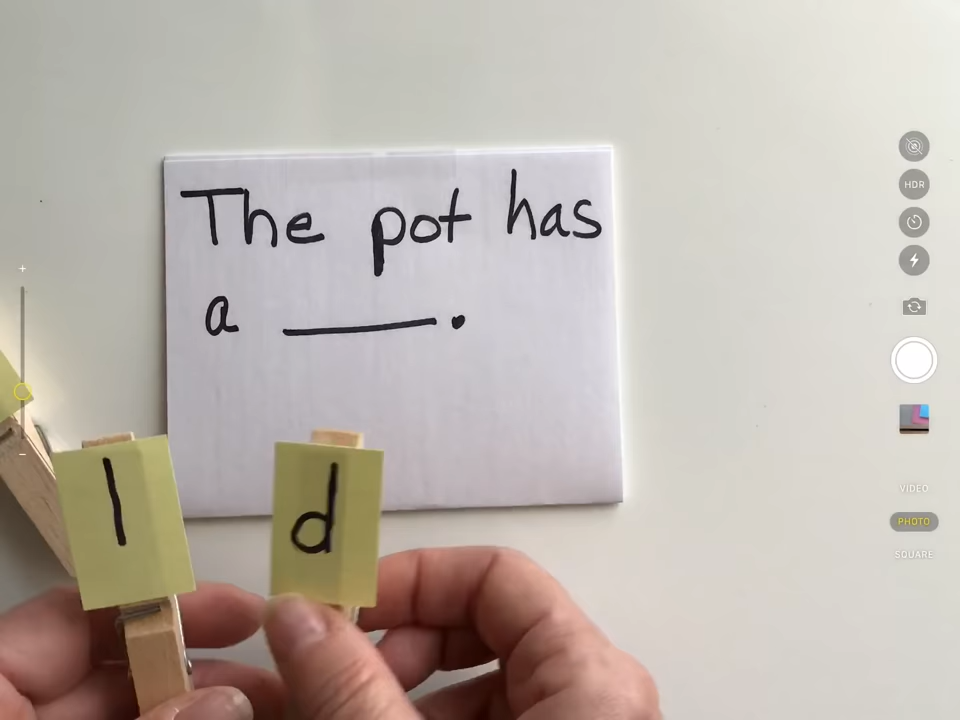 The pot has
a ____.
l d
HDR
VIDEO
PHOTO
SQUARE